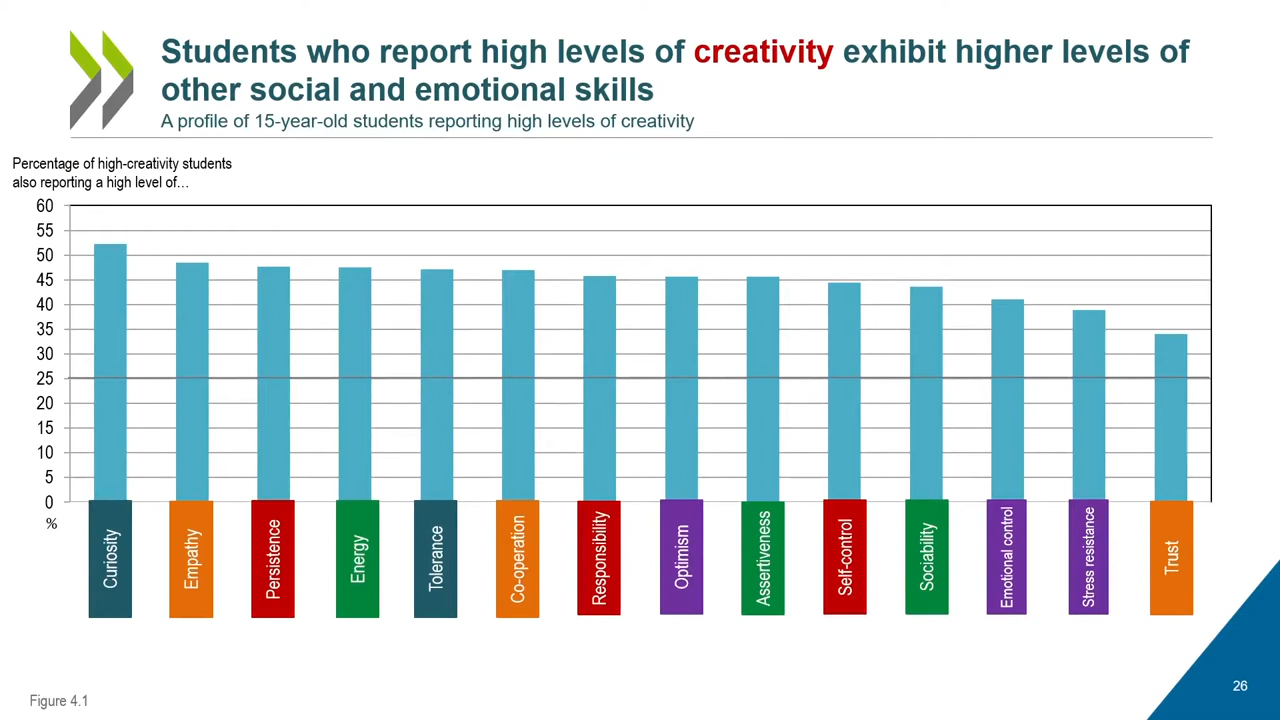 Students who report high levels of creativity exhibit higher levels of
other social and emotional skills
A profile of 15-year-old students reporting high levels of creativity
Percentage of high-creativity students
also reporting a high level of…
60
55
50
45
40
35
30
25
20
15
10
5
0
%
Curiosity
Empathy
Persistence
Energy
Tolerance
Co-operation
Responsibility
Optimism
Assertiveness
Self-control
Sociability
Emotional control
Stress resistance
Trust
Figure 4.1
26